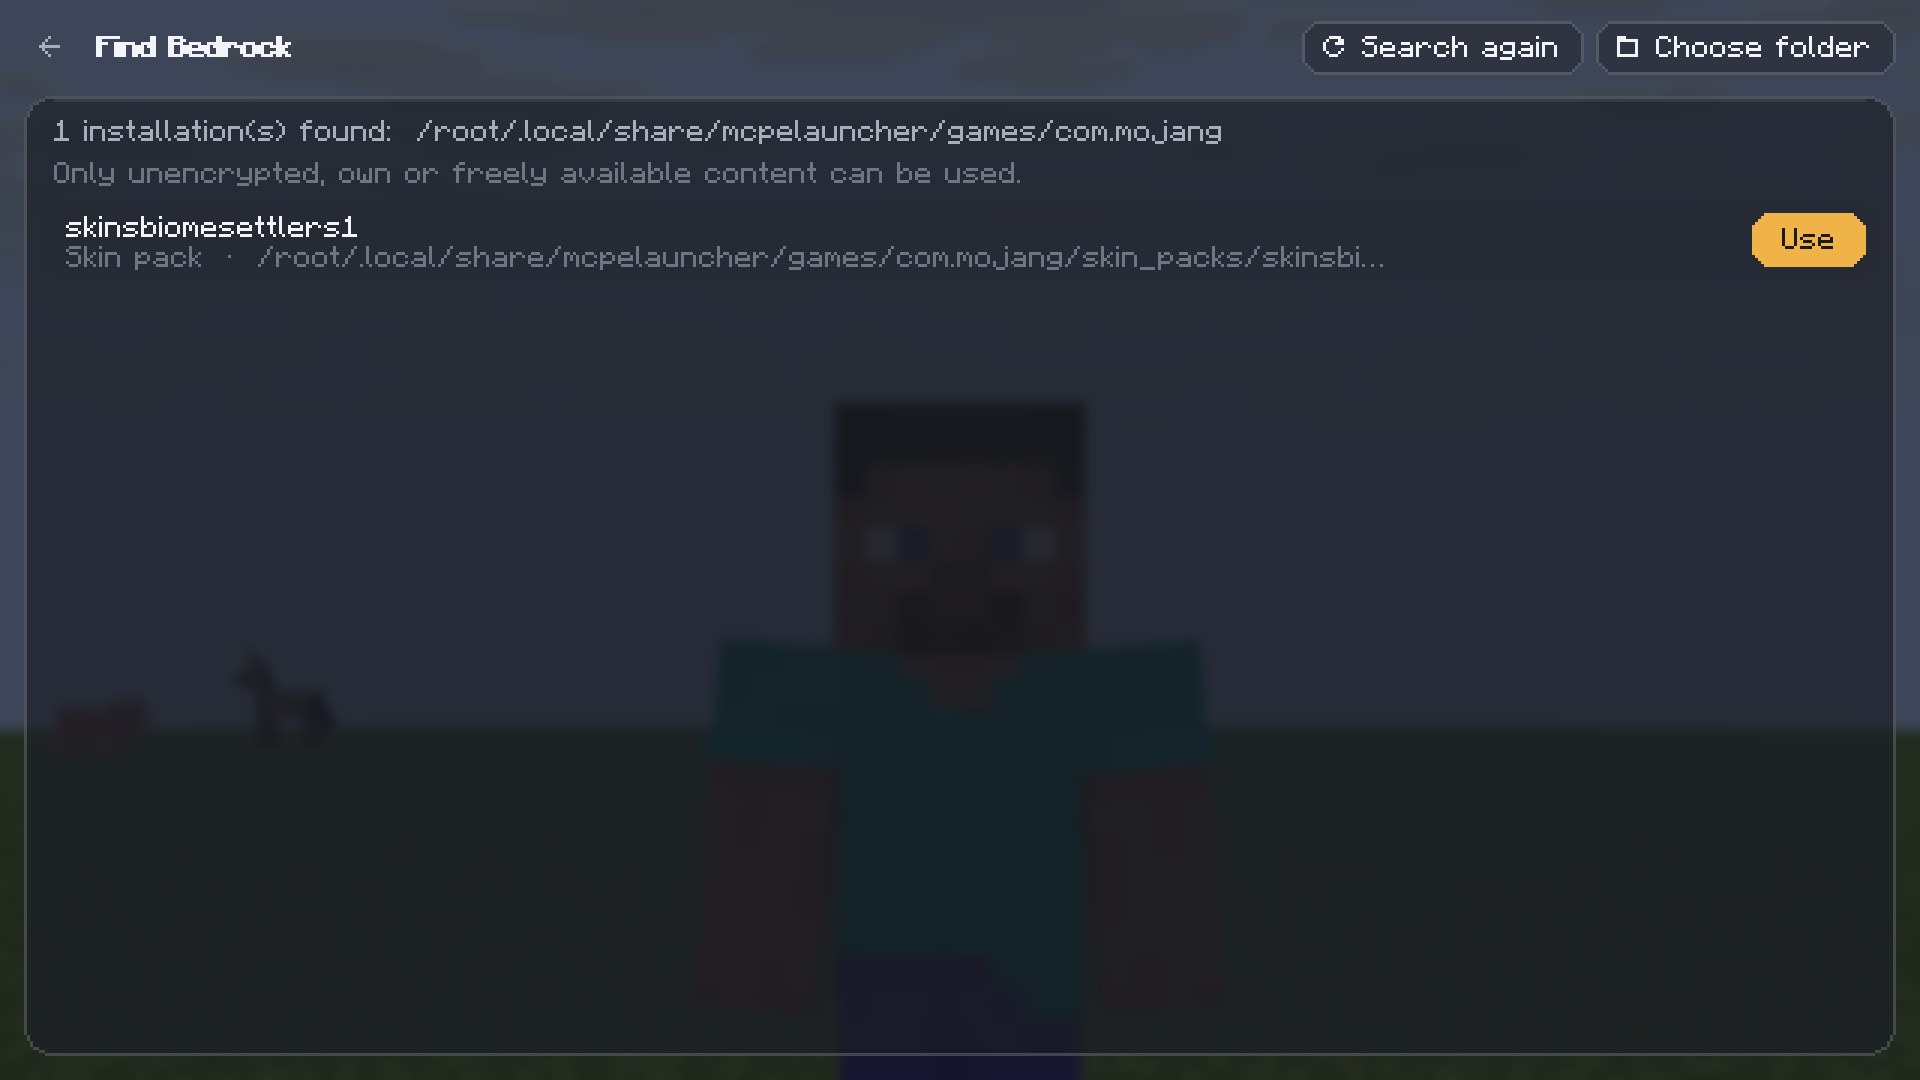 Find Bedrock
Search again
Choose folder
1 installation(s) found: /root/.local/share/mcpelauncher/games/com.mojang
Only unencrypted, own or freely available content can be used.
skinsbiomesettlers1
Skin pack · /root/.local/share/mcpelauncher/games/com.mojang/skin_packs/skinsbi...
Use